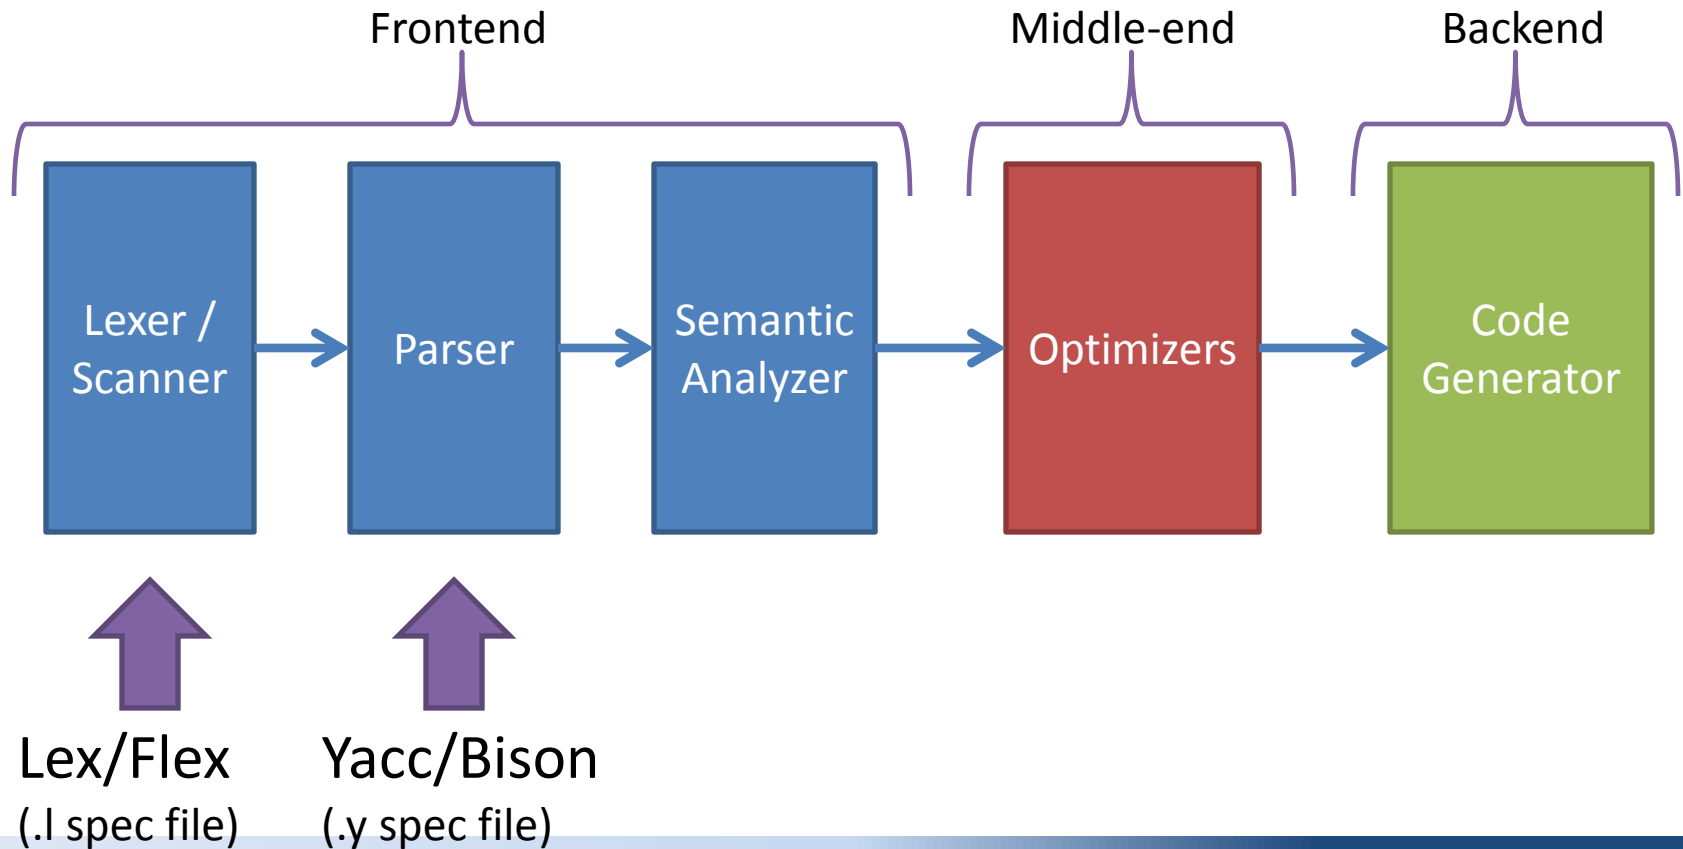 Frontend
Middle-end
Backend
Lexer /
Scanner
Parser
Semantic
Analyzer
Optimizers
Code
Generator
Lex/Flex
(.l spec file)
Yacc/Bison
(.y spec file)